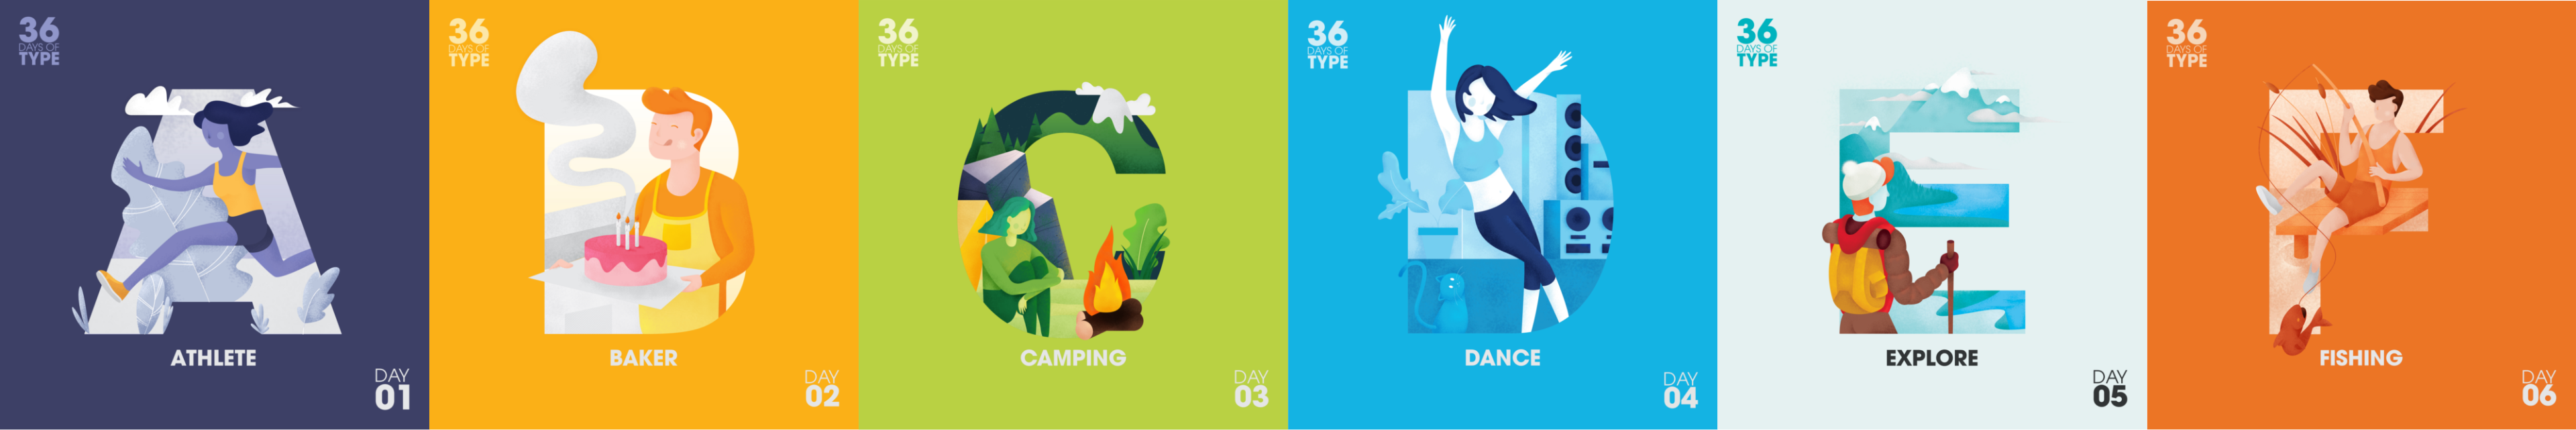 36
DAYS OF
TYPE
A
ATHLETE
DAY
01
36
DAYS OF
TYPE
B
BAKER
DAY
02
36
DAYS OF
TYPE
C
CAMPING
DAY
03
36
DAYS OF
TYPE
D
DANCE
DAY
04
36
DAYS OF
TYPE
E
EXPLORE
DAY
05
36
DAYS OF
TYPE
F
FISHING
DAY
06